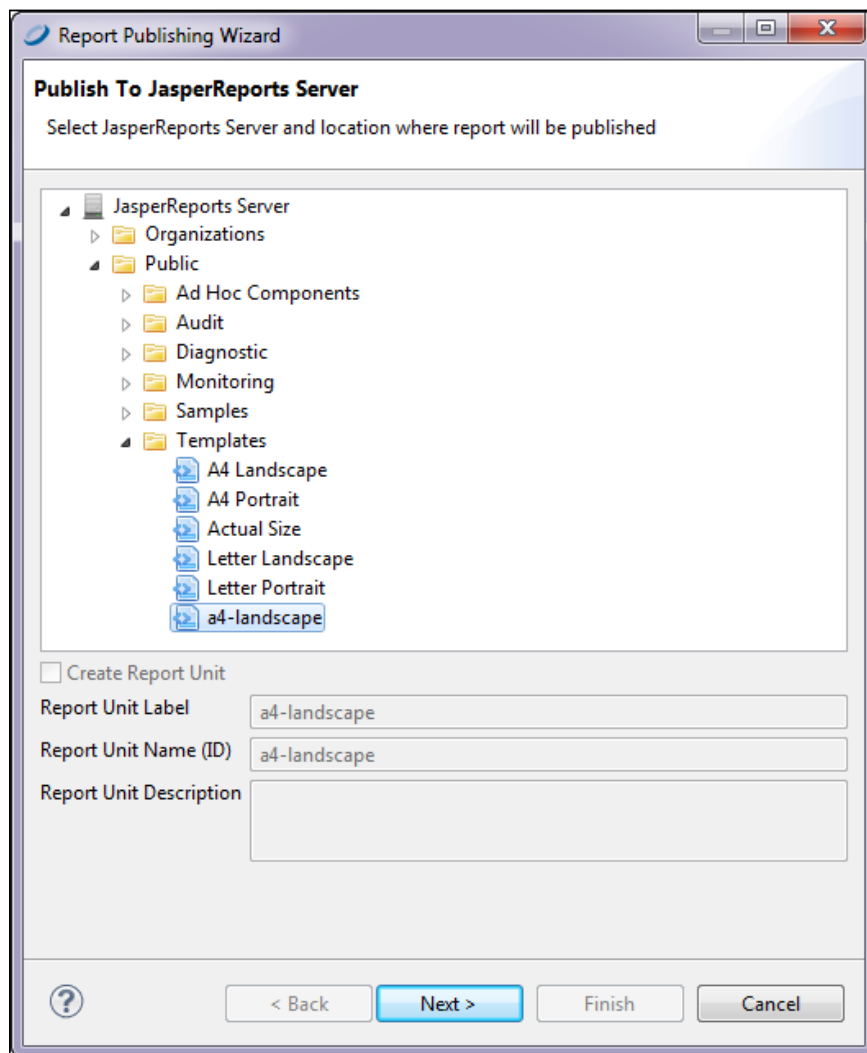 Report Publishing Wizard
Publish To JasperReports Server
Select JasperReports Server and location where report will be published
JasperReports Server
Organizations
Public
Ad Hoc Components
Audit
Diagnostic
Monitoring
Samples
Templates
A4 Landscape
A4 Portrait
Actual Size
Letter Landscape
Letter Portrait
a4-landscape
Create Report Unit
Report Unit Label a4-landscape
Report Unit Name (ID) a4-landscape
Report Unit Description
? < Back Next > Finish Cancel